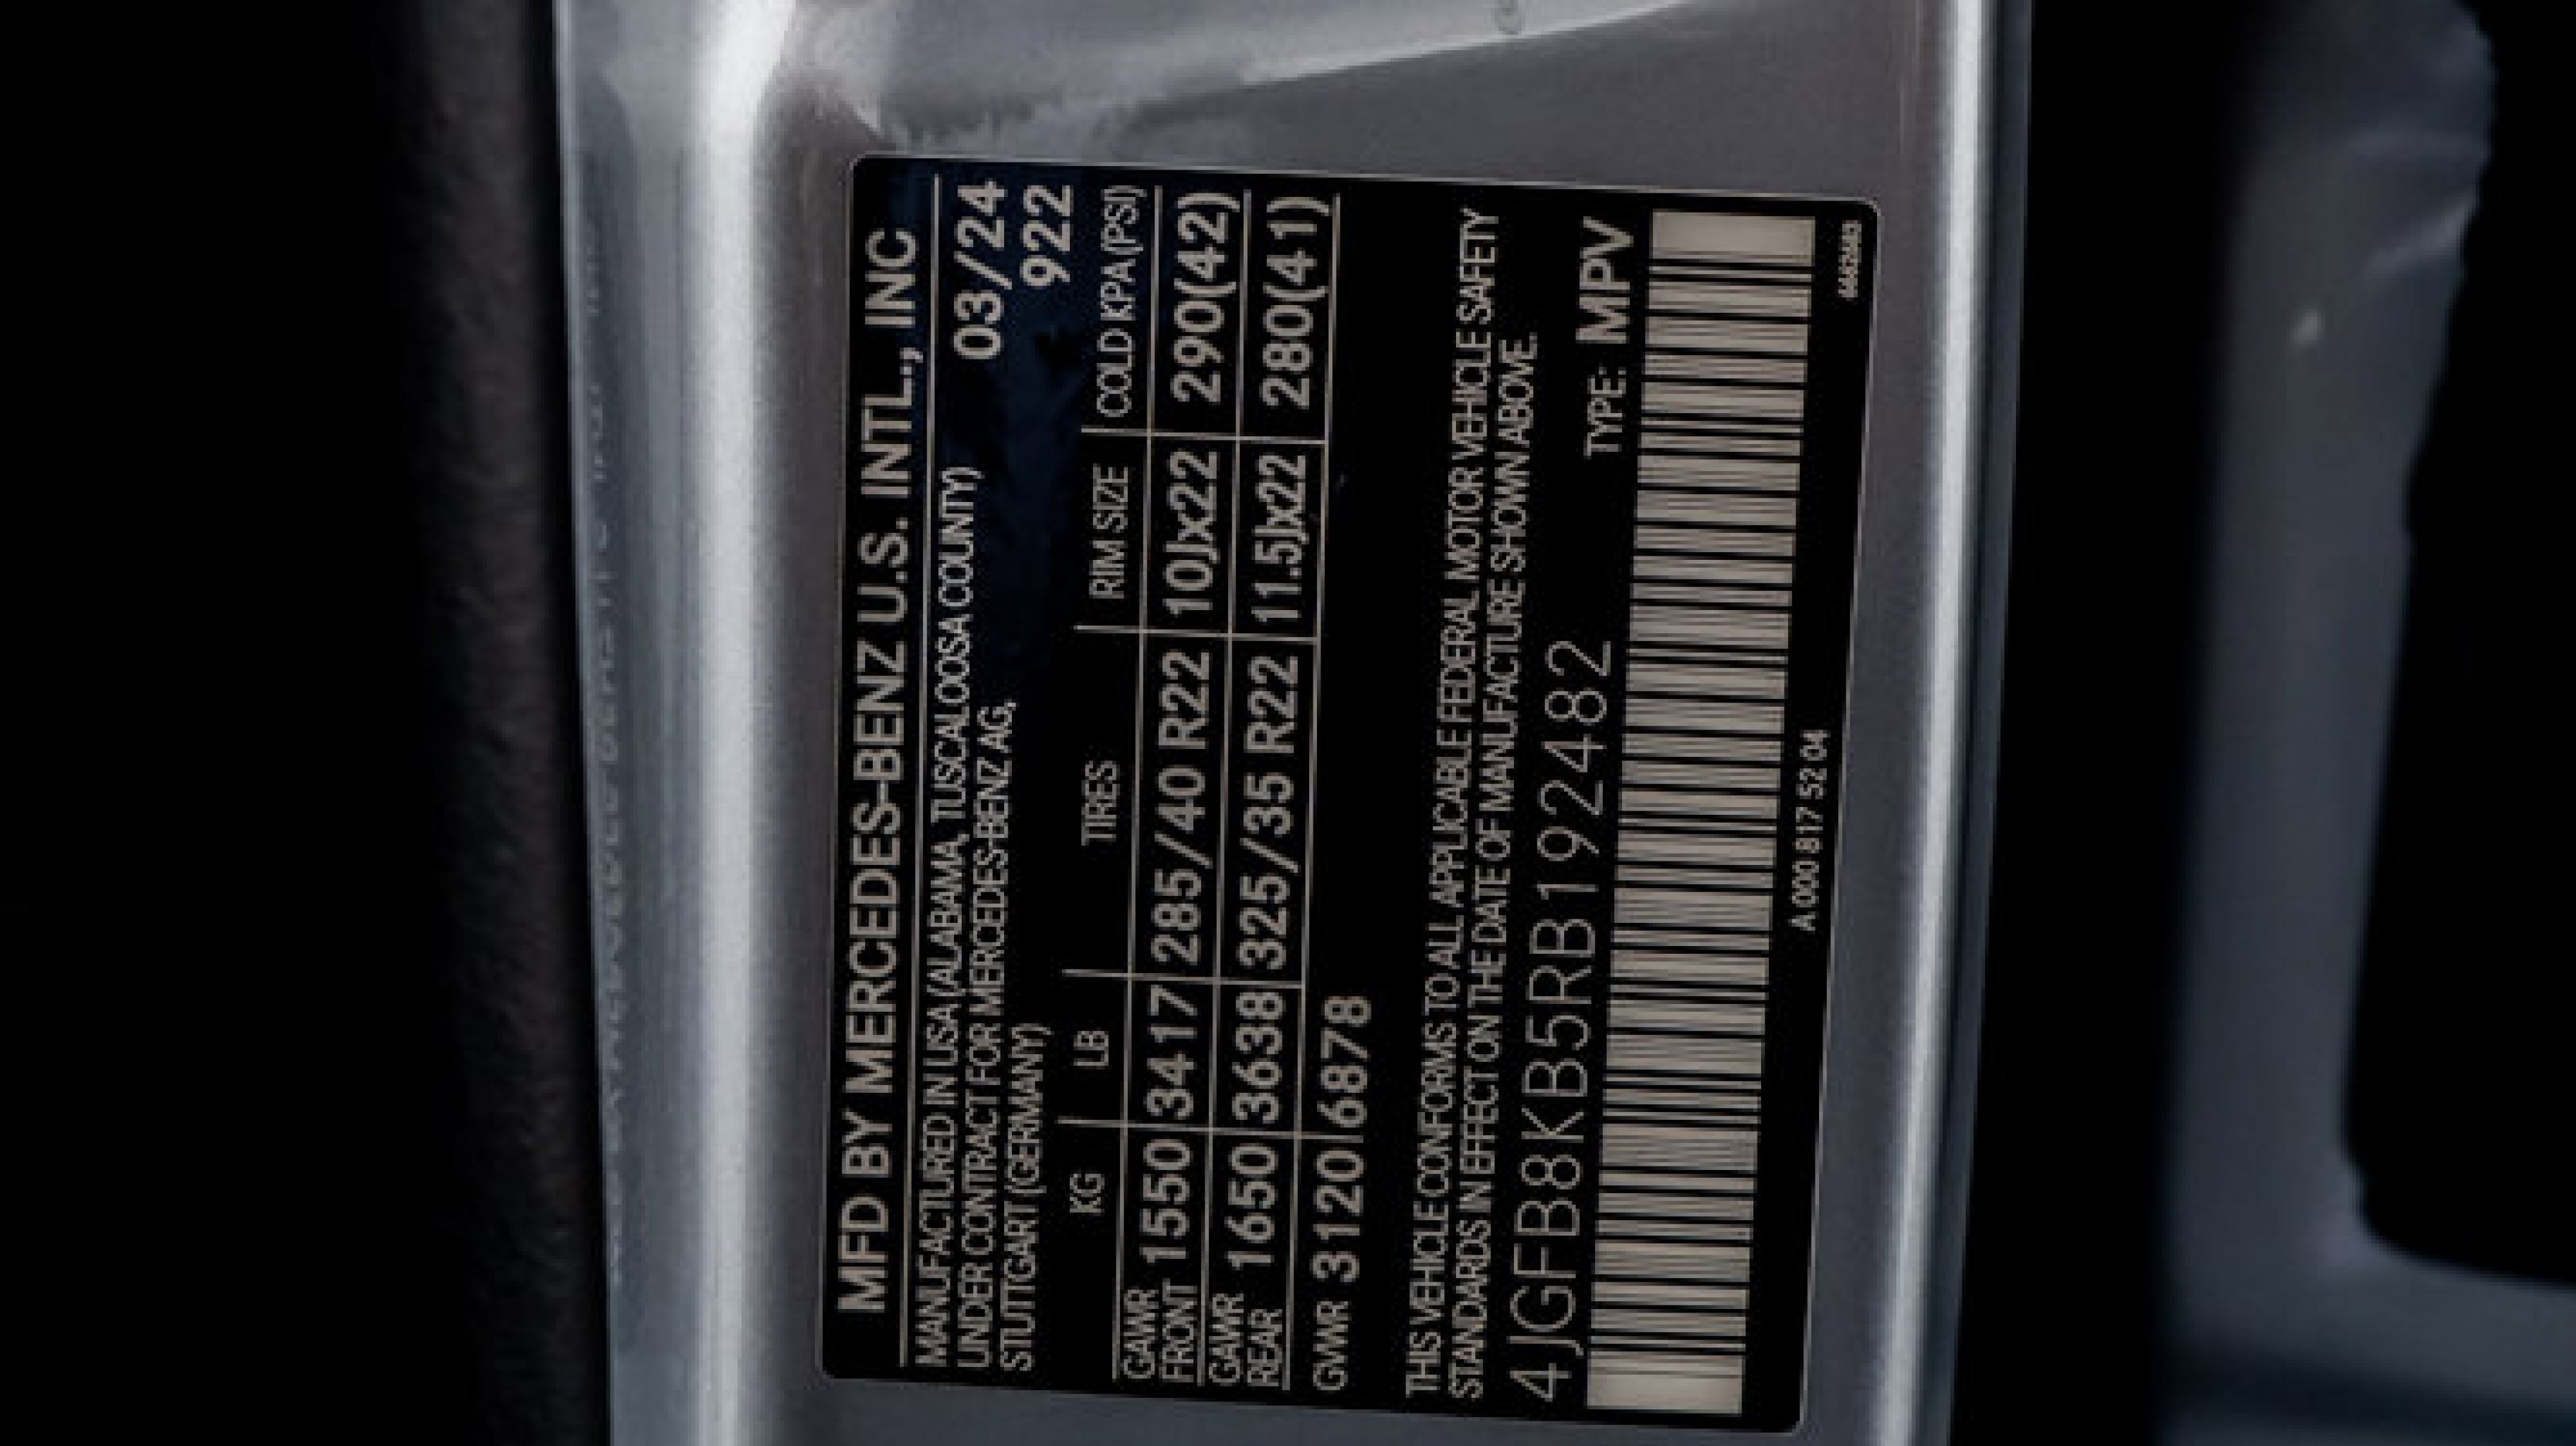 MFD BY MERCEDES-BENZ U.S. INTL., INC
MANUFACTURED IN USA (ALABAMA, TUSCALOOSA COUNTY) 03/24
UNDER CONTRACT FOR MERCEDES-BENZ AG, 922
STUTTGART (GERMANY)
KG LB TIRES RIM SIZE COLD KPA (PSI)
GAWR FRONT 1550 3417 285/40 R22 10Jx22 290(42)
GAWR REAR 1650 3638 325/35 R22 11.5Jx22 280(41)
GVWR 3120 6878
THIS VEHICLE CONFORMS TO ALL APPLICABLE FEDERAL MOTOR VEHICLE SAFETY
STANDARDS IN EFFECT ON THE DATE OF MANUFACTURE SHOWN ABOVE.
4JGFB8KB5RB192482 TYPE: MPV
A 000 817 52 04